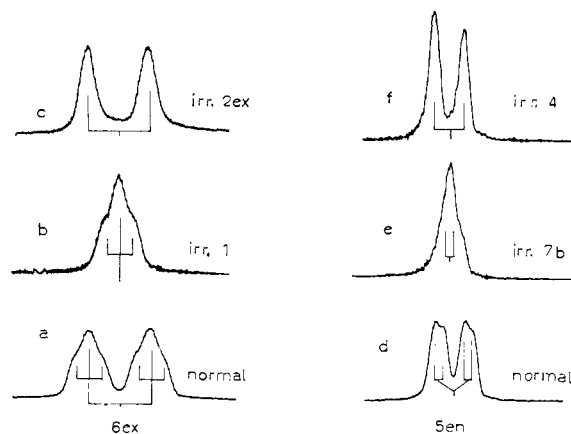 c
irr. 2ex
f
irr. 4
b
irr. 1
e
irr. 7b
a
normal
d
normal
6ex
5en